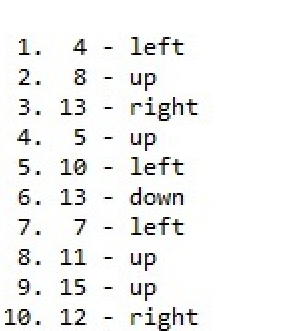 1. 4 - left
2. 8 - up
3. 13 - right
4. 5 - up
5. 10 - left
6. 13 - down
7. 7 - left
8. 11 - up
9. 15 - up
10. 12 - right